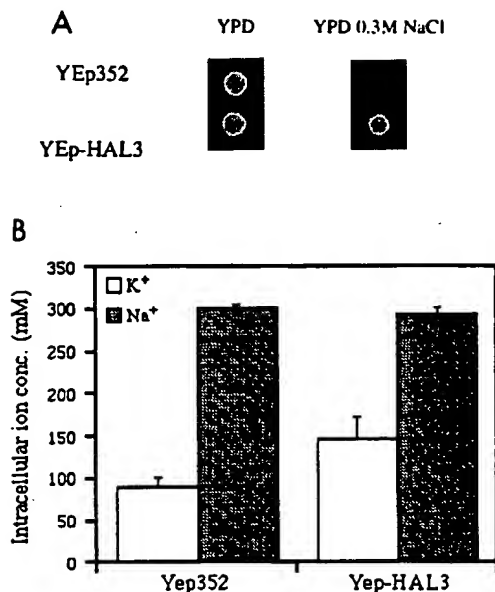 A
YPD YPD 0.3M NaCl
YEp352
YEp-HAL3
B
350
300
250
200
150
100
50
0
Intracellular ion conc. (mM)
K⁺
Na⁺
Yep352 Yep-HAL3